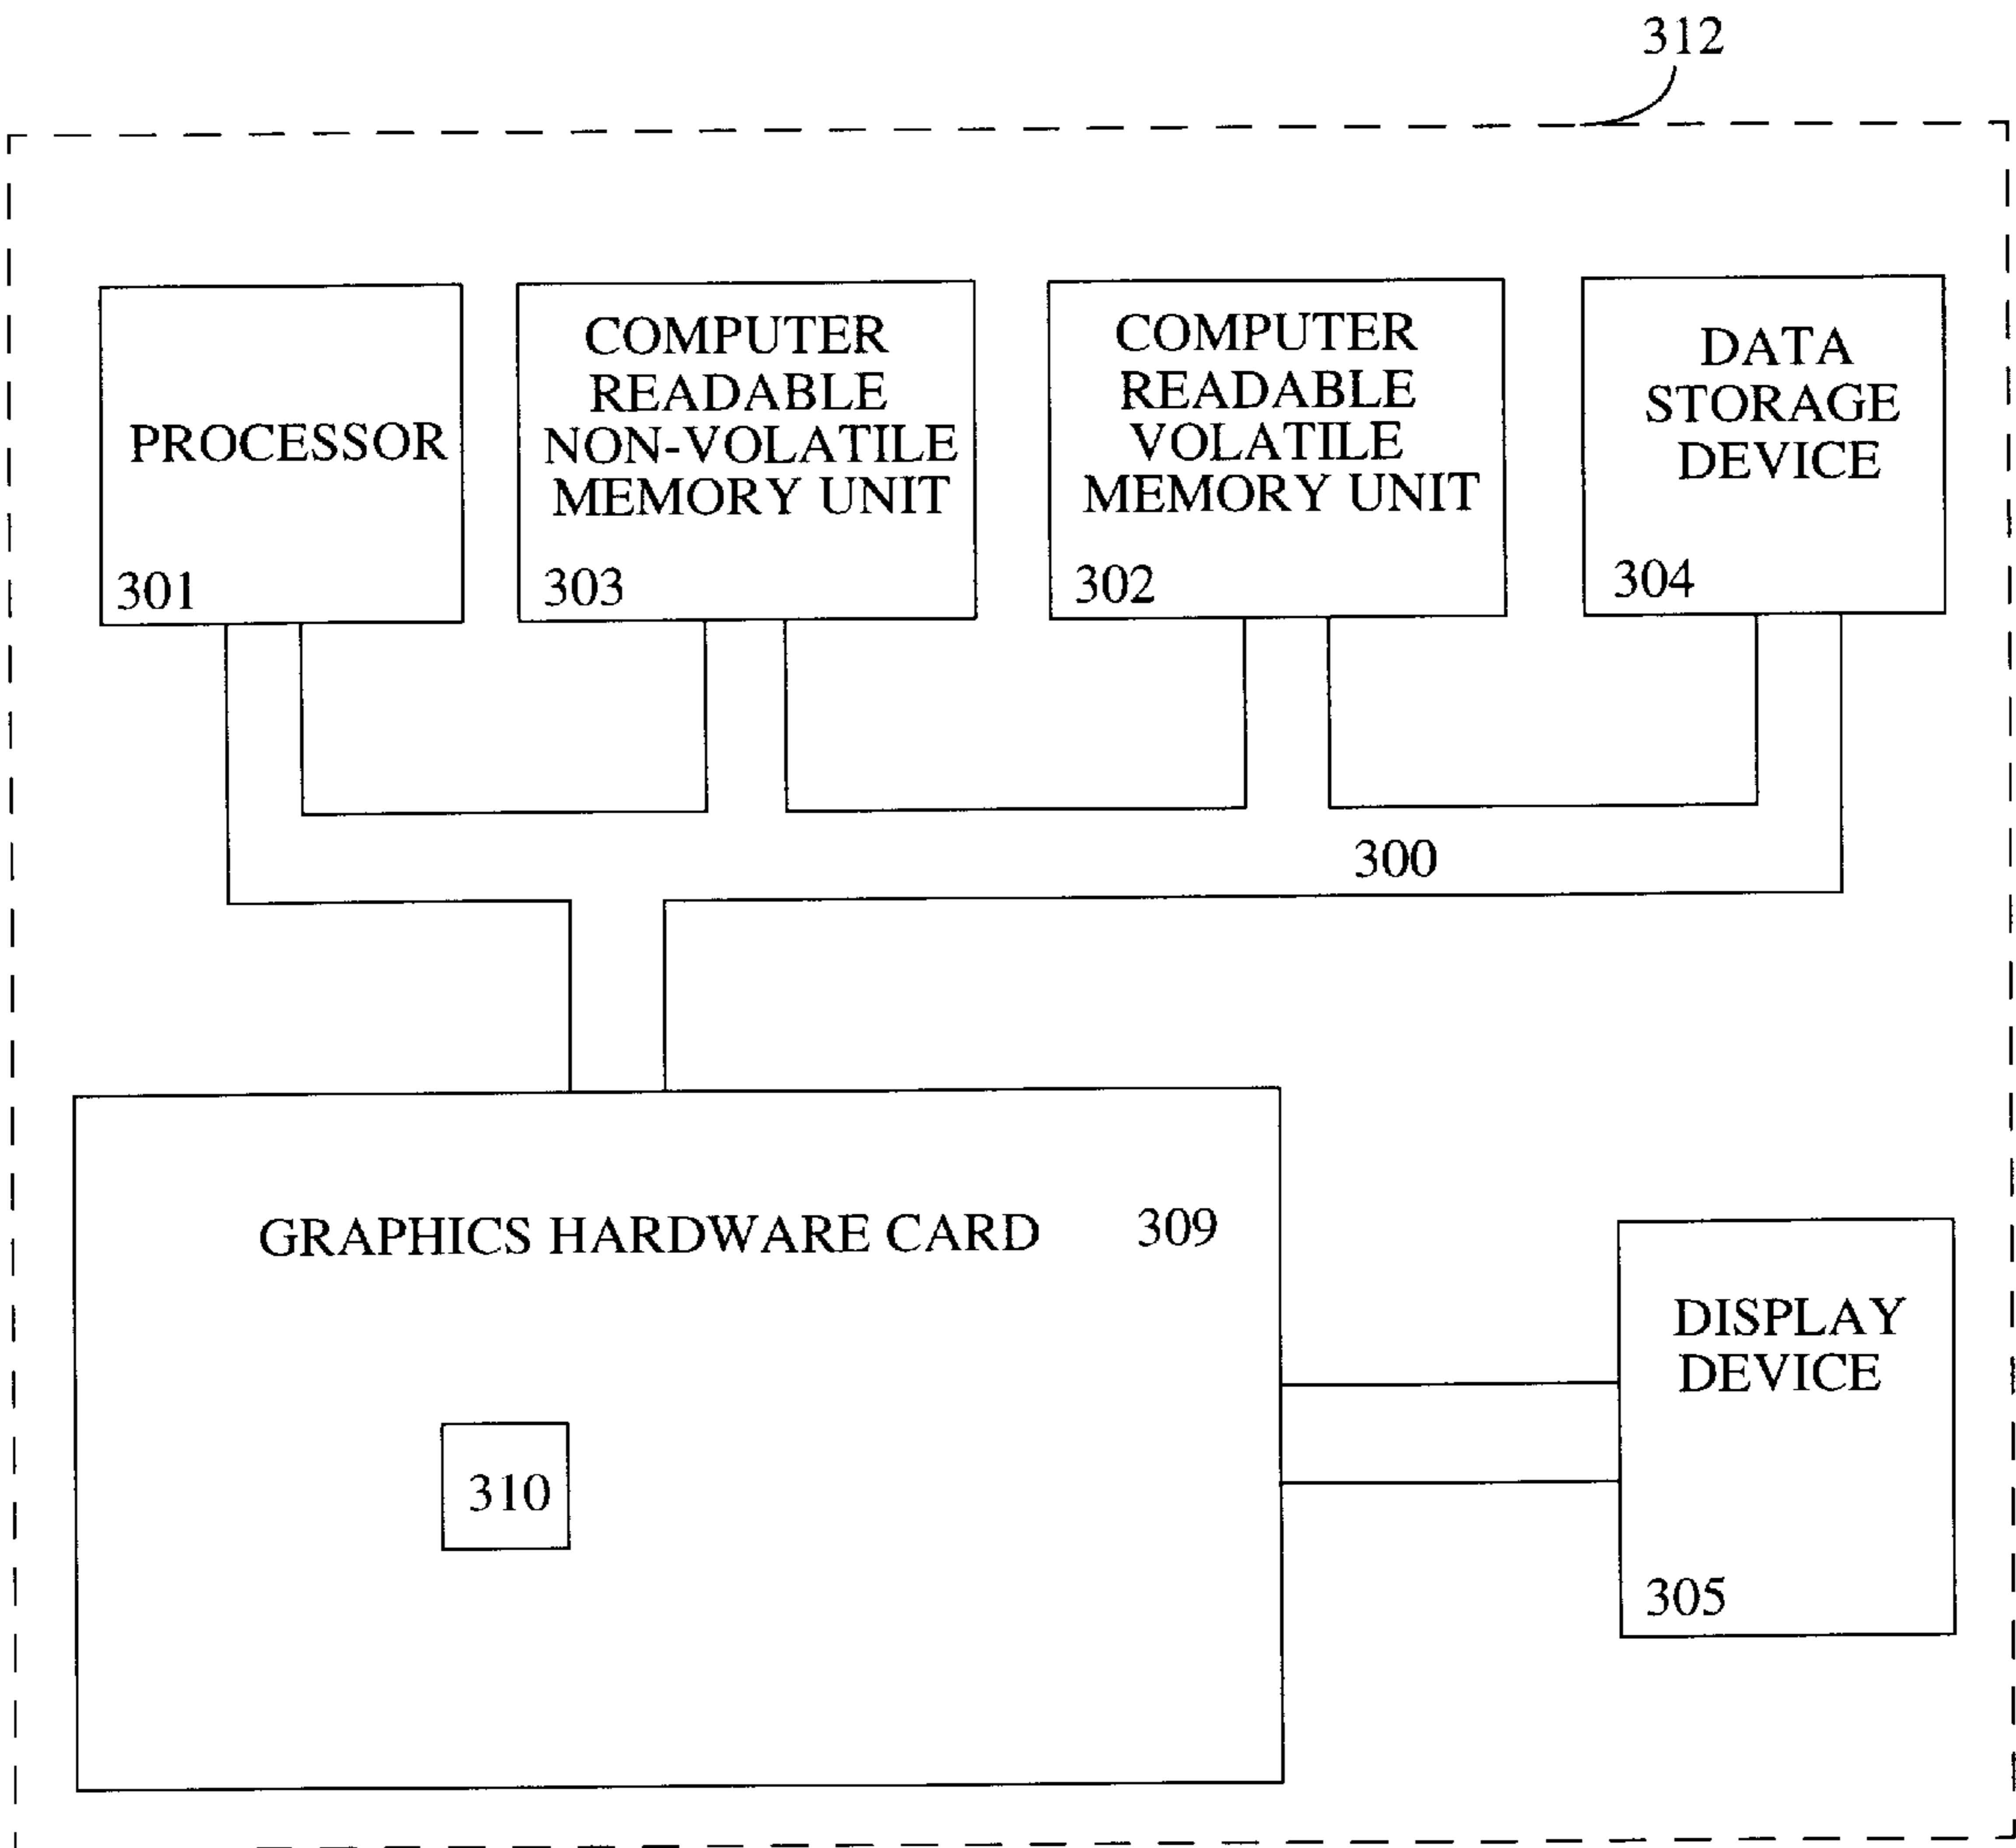 312
PROCESSOR
301
COMPUTER
READABLE
NON-VOLATILE
MEMORY UNIT
303
COMPUTER
READABLE
VOLATILE
MEMORY UNIT
302
DATA
STORAGE
DEVICE
304
300
GRAPHICS HARDWARE CARD 309
310
DISPLAY
DEVICE
305